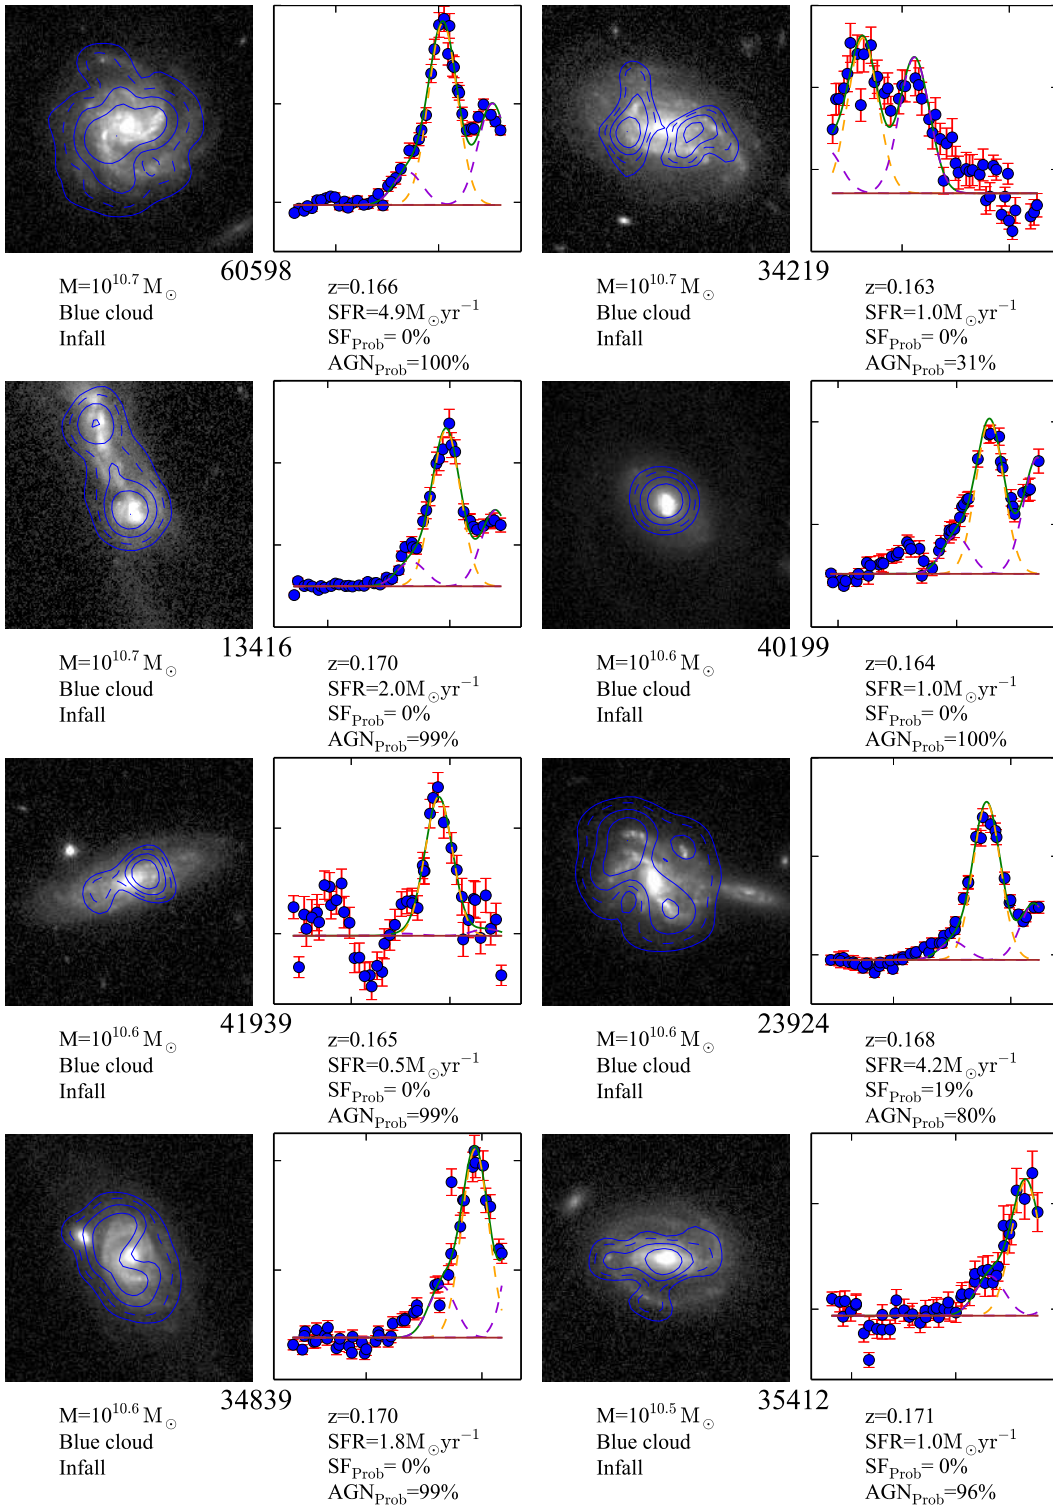 60598
M=10^10.7 M⊙
Blue cloud
Infall
z=0.166
SFR=4.9M⊙yr^−1
SF_Prob= 0%
AGN_Prob=100%
34219
M=10^10.7 M⊙
Blue cloud
Infall
z=0.163
SFR=1.0M⊙yr^−1
SF_Prob= 0%
AGN_Prob=31%
13416
M=10^10.7 M⊙
Blue cloud
Infall
z=0.170
SFR=2.0M⊙yr^−1
SF_Prob= 0%
AGN_Prob=99%
40199
M=10^10.6 M⊙
Blue cloud
Infall
z=0.164
SFR=1.0M⊙yr^−1
SF_Prob= 0%
AGN_Prob=100%
41939
M=10^10.6 M⊙
Blue cloud
Infall
z=0.165
SFR=0.5M⊙yr^−1
SF_Prob= 0%
AGN_Prob=99%
23924
M=10^10.6 M⊙
Blue cloud
Infall
z=0.168
SFR=4.2M⊙yr^−1
SF_Prob=19%
AGN_Prob=80%
34839
M=10^10.6 M⊙
Blue cloud
Infall
z=0.170
SFR=1.8M⊙yr^−1
SF_Prob= 0%
AGN_Prob=99%
35412
M=10^10.5 M⊙
Blue cloud
Infall
z=0.171
SFR=1.0M⊙yr^−1
SF_Prob= 0%
AGN_Prob=96%